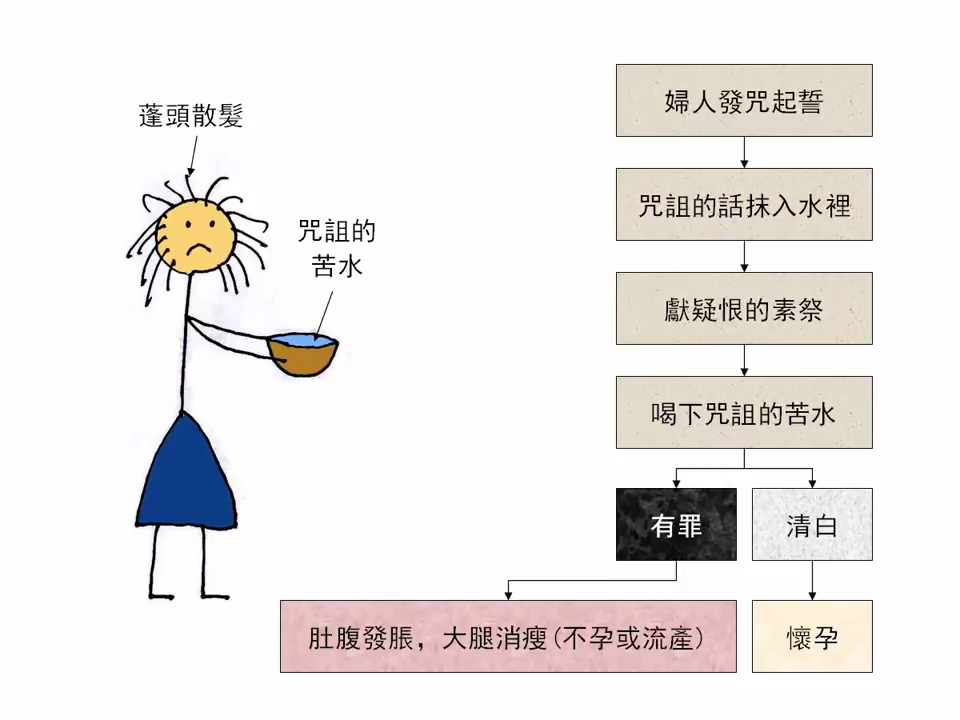 蓬頭散髮
咒詛的
苦水
婦人發咒起誓
咒詛的話抹入水裡
獻疑恨的素祭
喝下咒詛的苦水
有罪
清白
肚腹發脹，大腿消瘦(不孕或流產)
懷孕